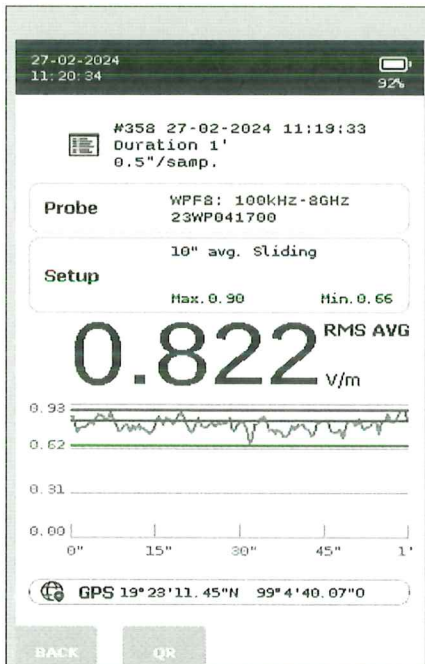 27-02-2024
11:20:34
92%
#358 27-02-2024 11:19:33
Duration 1'
0.5"/samp.
Probe
WPF8: 100kHz-8GHz
23WP041700
Setup
10" avg. Sliding
Max.0.90 Min.0.66
0.822 RMS AVG
V/m
0.93
0.62
0.31
0.00
0" 15" 30" 45" 1'
GPS 19°23'11.45"N 99°4'40.07"O
BACK QR